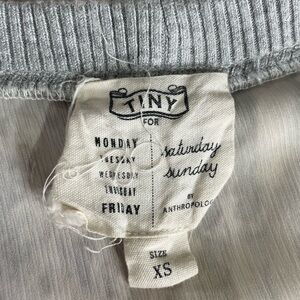 TINY
FOR
MONDAY
TUESDAY
WEDNESDAY
THURSDAY
FRIDAY
saturday
sunday
BY
ANTHROPOLOG
SIZE
XS